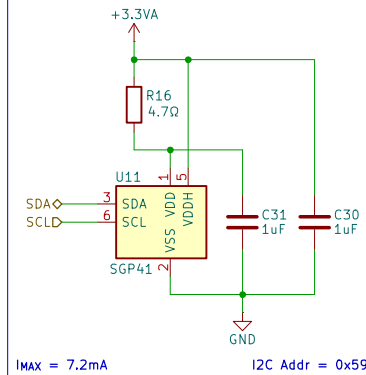 +3.3VA
R16
4.7Ω
U11
1
5
SDA
3
SDA
VDD
VDDH
SCL
6
SCL
VSS
C31
1uF
C30
1uF
SGP41
2
GND
IMAX = 7.2mA
I2C Addr = 0x59